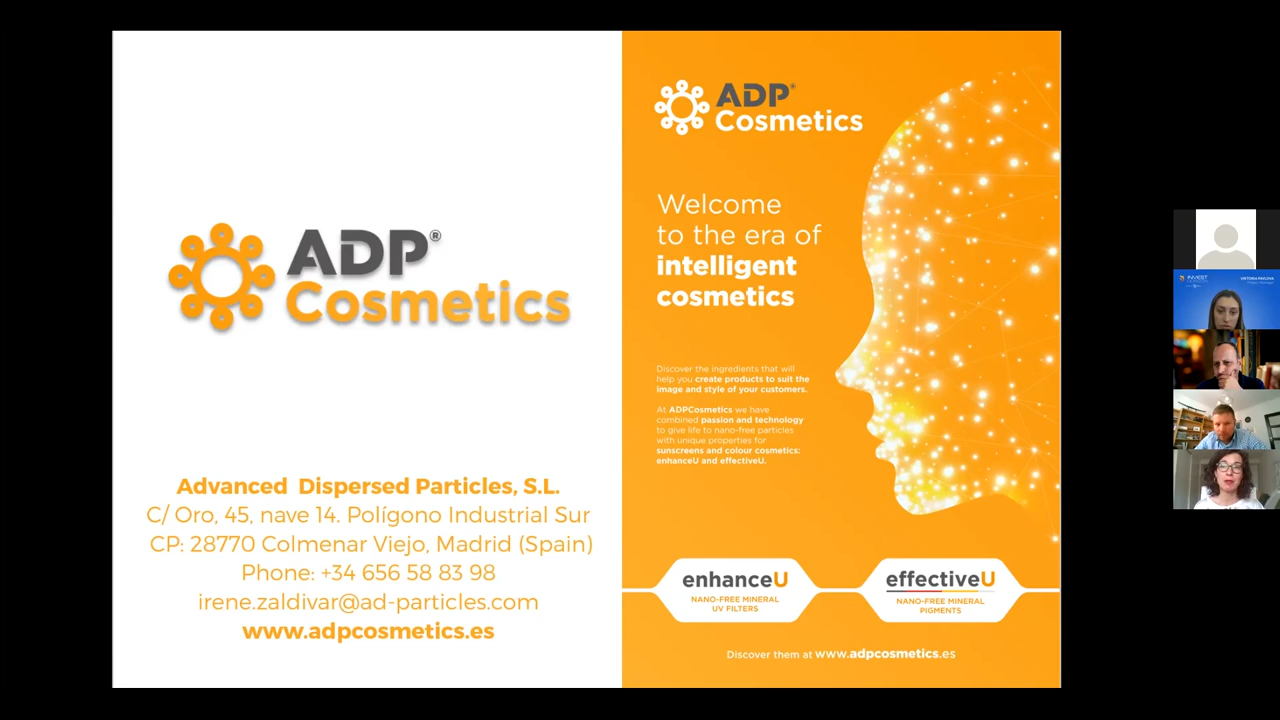 ADP®
Cosmetics
Advanced Dispersed Particles, S.L.
C/ Oro, 45, nave 14. Polígono Industrial Sur
CP: 28770 Colmenar Viejo, Madrid (Spain)
Phone: +34 656 58 83 98
irene.zaldivar@ad-particles.com
www.adpcosmetics.es
ADP®
Cosmetics
Welcome
to the era of
intelligent
cosmetics
Discover the ingredients that will
help you create products to suit the
image and style of your customers.
At ADPCosmetics we have
combined passion and technology
to give life to nano-free particles
with unique properties for
sunscreens and colour cosmetics:
enhanceU and effectiveU.
enhanceU
NANO-FREE MINERAL
UV FILTERS
effectiveU
NANO-FREE MINERAL
PIGMENTS
Discover them at www.adpcosmetics.es
INVEST
VIKTORIA PAVLOVA
Project Manager